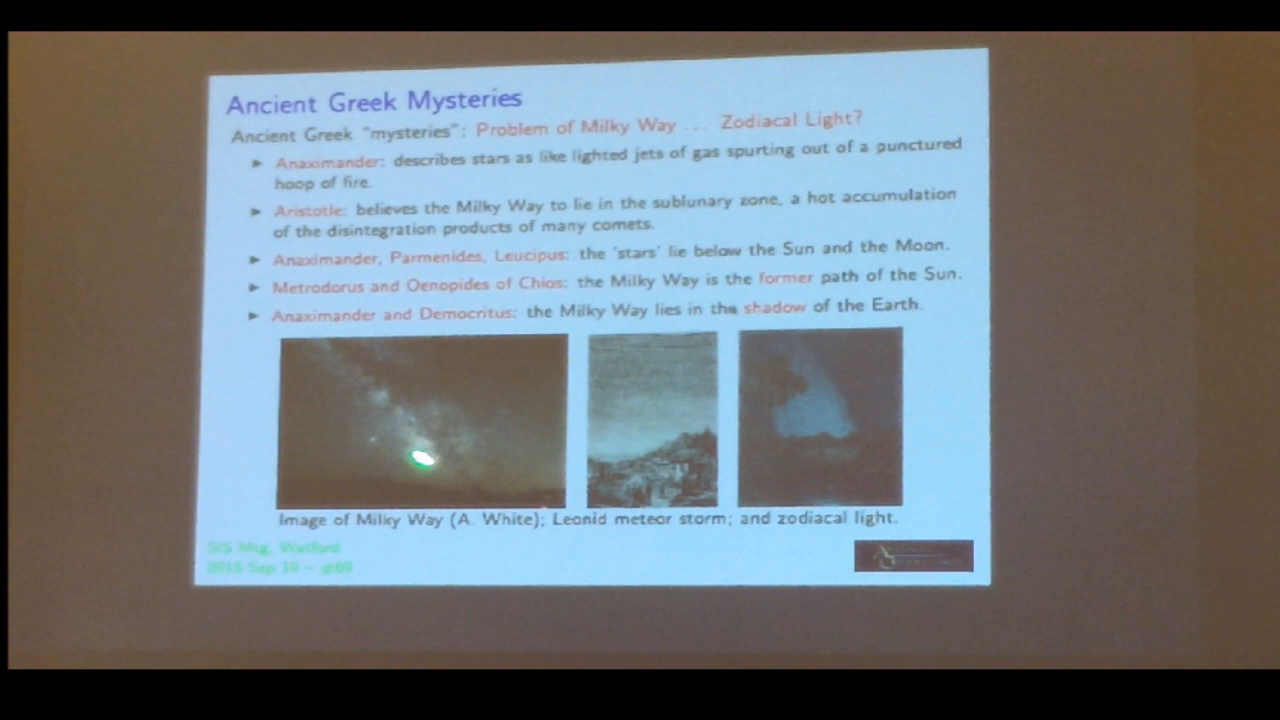 Ancient Greek Mysteries
Ancient Greek "mysteries": Problem of Milky Way ... Zodiacal Light?
► Anaximander: describes stars as like lighted jets of gas spurting out of a punctured
hoop of fire.
► Aristotle: believes the Milky Way to lie in the sublunary zone, a hot accumulation
of the disintegration products of many comets.
► Anaximander, Parmenides, Leucipus: the 'stars' lie below the Sun and the Moon.
► Metrodorus and Oenopides of Chios: the Milky Way is the former path of the Sun.
► Anaximander and Democritus: the Milky Way lies in the shadow of the Earth.
Image of Milky Way (A. White); Leonid meteor storm; and zodiacal light.
SIS Mtg, Watford
Sep 19 –